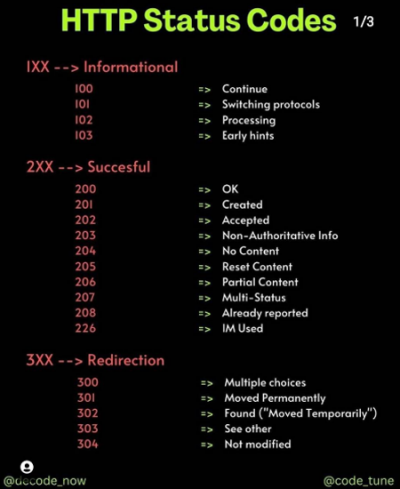 HTTP Status Codes 1/3
1XX --> Informational
100 => Continue
101 => Switching protocols
102 => Processing
103 => Early hints
2XX --> Succesful
200 => OK
201 => Created
202 => Accepted
203 => Non-Authoritative Info
204 => No Content
205 => Reset Content
206 => Partial Content
207 => Multi-Status
208 => Already reported
226 => IM Used
3XX --> Redirection
300 => Multiple choices
301 => Moved Permanently
302 => Found ("Moved Temporarily")
303 => See other
304 => Not modified
@decode_now @code_tune